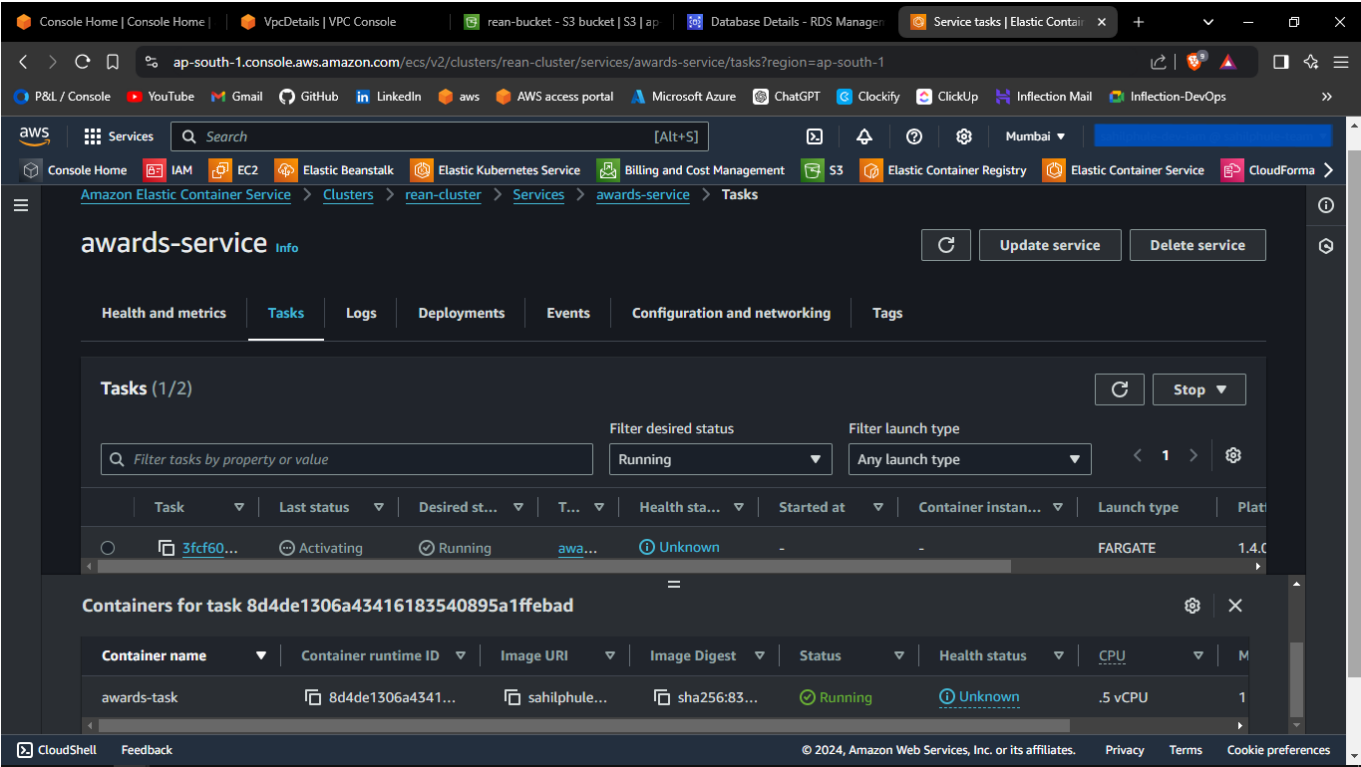 Console Home | Console Home |
VpcDetails | VPC Console
rean-bucket - S3 bucket | S3 | ap-
Database Details - RDS Managem
Service tasks | Elastic Contain
ap-south-1.console.aws.amazon.com/ecs/v2/clusters/rean-cluster/services/awards-service/tasks?region=ap-south-1
P&L / Console YouTube Gmail GitHub LinkedIn aws AWS access portal Microsoft Azure ChatGPT Clockify ClickUp Inflection Mail Inflection-DevOps
aws Services Search [Alt+S] Mumbai
Console Home IAM EC2 Elastic Beanstalk Elastic Kubernetes Service Billing and Cost Management S3 Elastic Container Registry Elastic Container Service CloudForma
Amazon Elastic Container Service > Clusters > rean-cluster > Services > awards-service > Tasks
awards-service Info Update service Delete service
Health and metrics Tasks Logs Deployments Events Configuration and networking Tags
Tasks (1/2) Stop
Filter desired status Filter launch type
Filter tasks by property or value Running Any launch type 1
Task Last status Desired st... T... Health sta... Started at Container instan... Launch type Platf
3fcf60... Activating Running awa... Unknown - - FARGATE 1.4.0
Containers for task 8d4de1306a43416183540895a1ffebad
Container name Container runtime ID Image URI Image Digest Status Health status CPU M
awards-task 8d4de1306a4341... sahilphule... sha256:83... Running Unknown .5 vCPU 1
CloudShell Feedback © 2024, Amazon Web Services, Inc. or its affiliates. Privacy Terms Cookie preferences